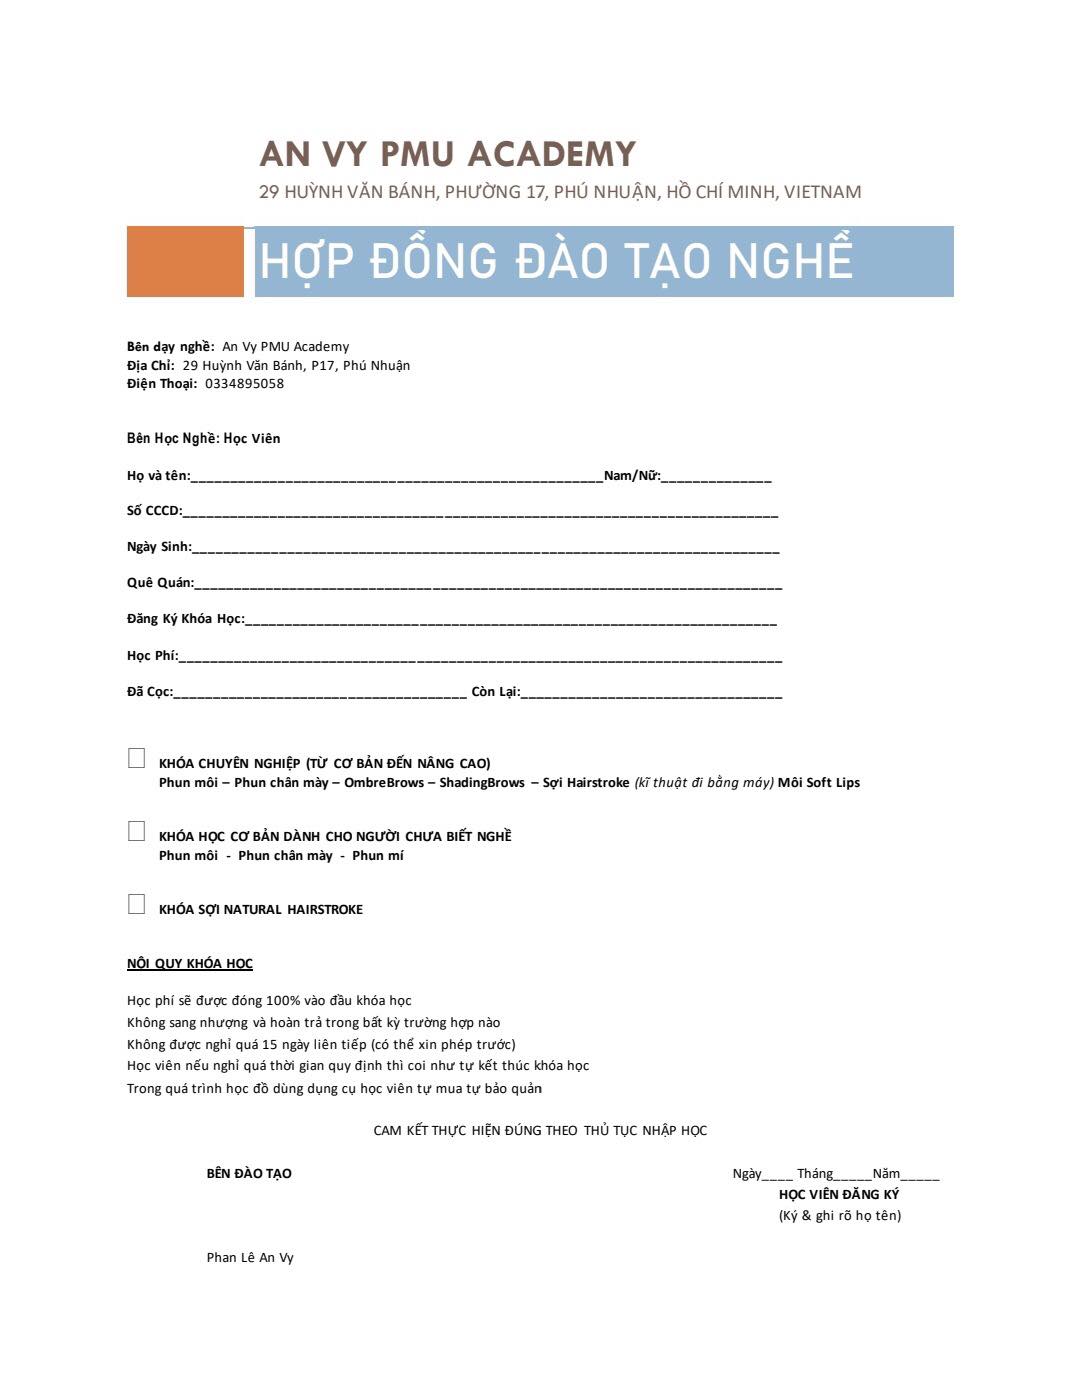 AN VY PMU ACADEMY
29 HUỲNH VĂN BÁNH, PHƯỜNG 17, PHÚ NHUẬN, HỒ CHÍ MINH, VIETNAM
HỢP ĐỒNG ĐÀO TẠO NGHỀ
Bên dạy nghề: An Vy PMU Academy
Địa Chỉ: 29 Huỳnh Văn Bánh, P17, Phú Nhuận
Điện Thoại: 0334895058
Bên Học Nghề: Học Viên
Họ và tên:____________________________________________________Nam/Nữ:______________
Số CCCD:___________________________________________________________________________
Ngày Sinh:__________________________________________________________________________
Quê Quán:__________________________________________________________________________
Đăng Ký Khóa Học:___________________________________________________________________
Học Phí:____________________________________________________________________________
Đã Cọc:_____________________________________ Còn Lại:_________________________________
KHÓA CHUYÊN NGHIỆP (TỪ CƠ BẢN ĐẾN NÂNG CAO)
Phun môi – Phun chân mày – OmbreBrows – ShadingBrows – Sợi Hairstroke (kĩ thuật đi bằng máy) Môi Soft Lips
KHÓA HỌC CƠ BẢN DÀNH CHO NGƯỜI CHƯA BIẾT NGHỀ
Phun môi - Phun chân mày - Phun mí
KHÓA SỢI NATURAL HAIRSTROKE
NỘI QUY KHÓA HỌC
Học phí sẽ được đóng 100% vào đầu khóa học
Không sang nhượng và hoàn trả trong bất kỳ trường hợp nào
Không được nghỉ quá 15 ngày liên tiếp (có thể xin phép trước)
Học viên nếu nghỉ quá thời gian quy định thì coi như tự kết thúc khóa học
Trong quá trình học đồ dùng dụng cụ học viên tự mua tự bảo quản
CAM KẾT THỰC HIỆN ĐÚNG THEO THỦ TỤC NHẬP HỌC
BÊN ĐÀO TẠO
Ngày____ Tháng_____Năm_____
HỌC VIÊN ĐĂNG KÝ
(Ký & ghi rõ họ tên)
Phan Lê An Vy